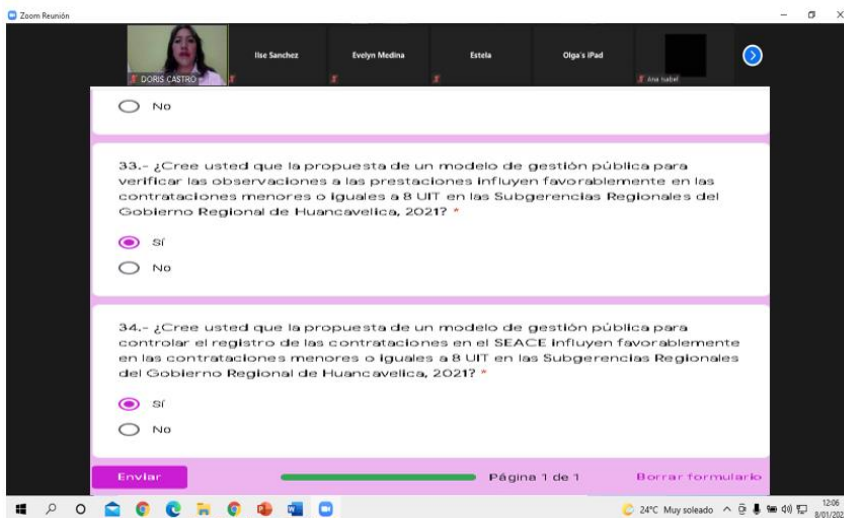 Zoom Reunión
DORIS CASTRO
Ilse Sanchez
Evelyn Medina
Estela
Olga's iPad
Ana Isabel
No
33.- ¿Cree usted que la propuesta de un modelo de gestión pública para
verificar las observaciones a las prestaciones influyen favorablemente en las
contrataciones menores o iguales a 8 UIT en las Subgerencias Regionales del
Gobierno Regional de Huancavelica, 2021? *
Sí
No
34.- ¿Cree usted que la propuesta de un modelo de gestión pública para
controlar el registro de las contrataciones en el SEACE influyen favorablemente
en las contrataciones menores o iguales a 8 UIT en las Subgerencias Regionales
del Gobierno Regional de Huancavelica, 2021? *
Sí
No
Enviar
Página 1 de 1
Borrar formulario
24°C Muy soleado
12:06
8/01/202